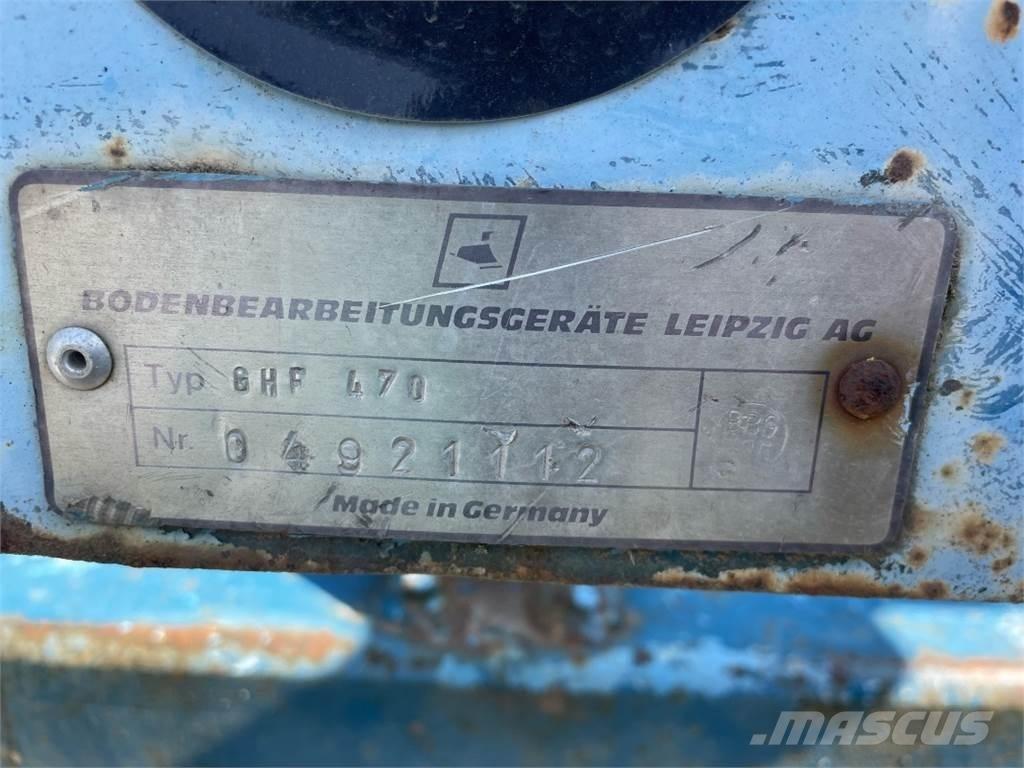 BODENBEARBEITUNGSGERÄTE LEIPZIG AG
Typ GHF 470
Nr. 04921112
Made in Germany
MASCUS